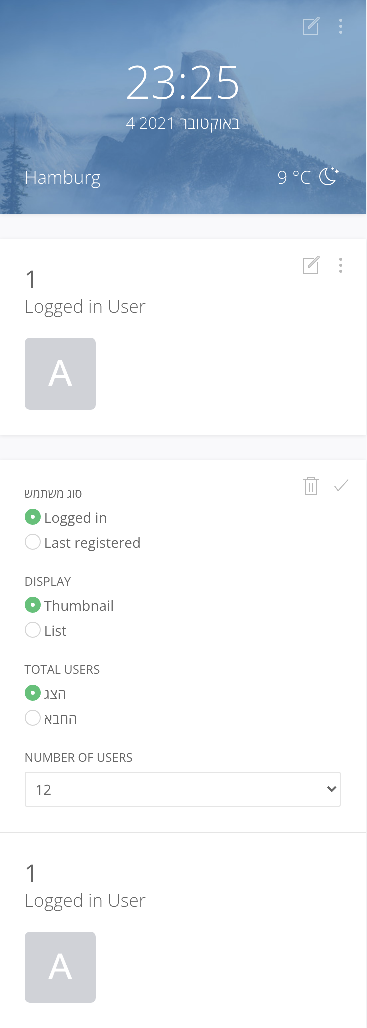 23:25
4 באוקטובר 2021
Hamburg
9 °C
1
Logged in User
A
סוג משתמש
Logged in
Last registered
DISPLAY
Thumbnail
List
TOTAL USERS
הצג
החבא
NUMBER OF USERS
12
1
Logged in User
A